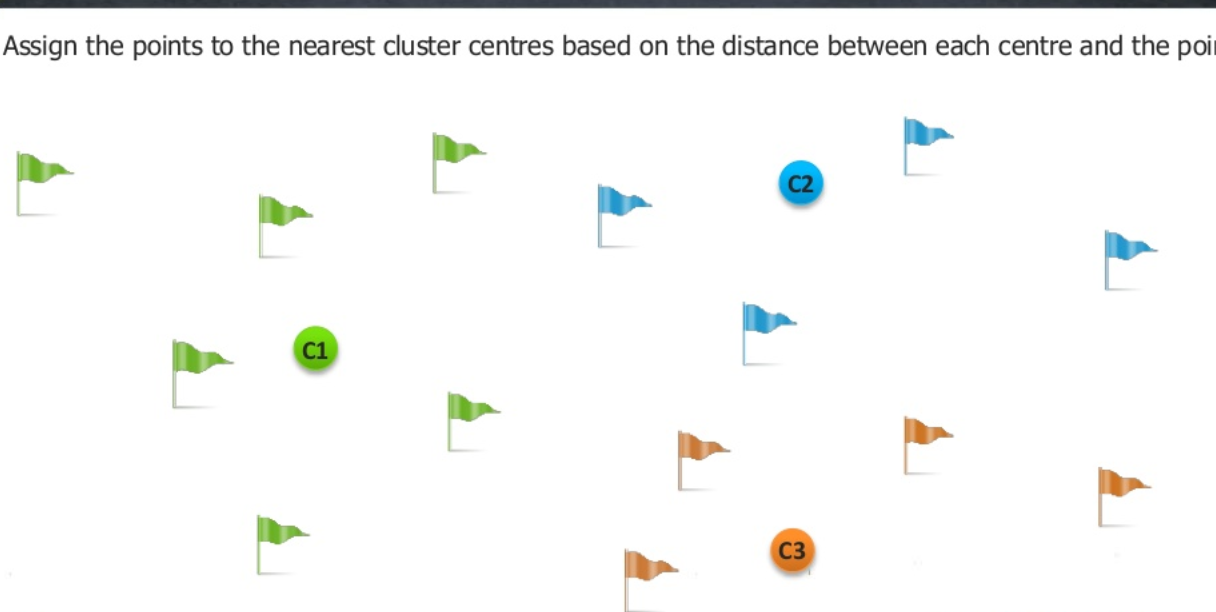 Assign the points to the nearest cluster centres based on the distance between each centre and the
C2
C1
C3